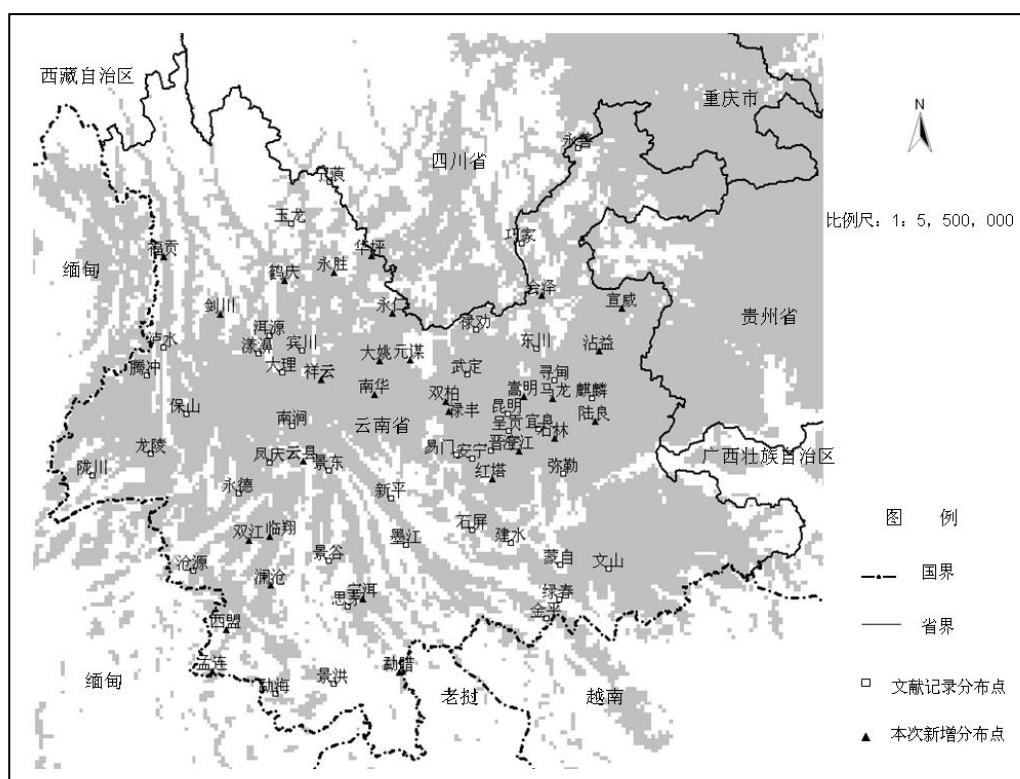 西藏自治区
重庆市
N
四川省
永善
宁蒗
玉龙
比例尺：1：5，500，000
巧家
福贡
华坪
缅甸
永胜
鹤庆
会泽
宣威
剑川
永仁
贵州省
禄劝
洱源
泸水
漾濞
宾川
东川
沾益
大姚
元谋
大理
武定
腾冲
祥云
寻甸
南华
双柏
嵩明
马龙
麒麟
保山
禄丰
昆明
陆良
南涧
云南省
呈贡
宜良
石林
龙陵
易门
安宁
晋宁
澄江
广西壮族自治区
凤庆
云县
景东
陇川
红塔
弥勒
永德
新平
图 例
双江
临翔
石屏
建水
墨江
沧源
景谷
蒙自
文山
国界
澜沧
思茅
宁洱
绿春
金平
西盟
省界
孟连
勐腊
缅甸
勐海
景洪
老挝
越南
文献记录分布点
本次新增分布点